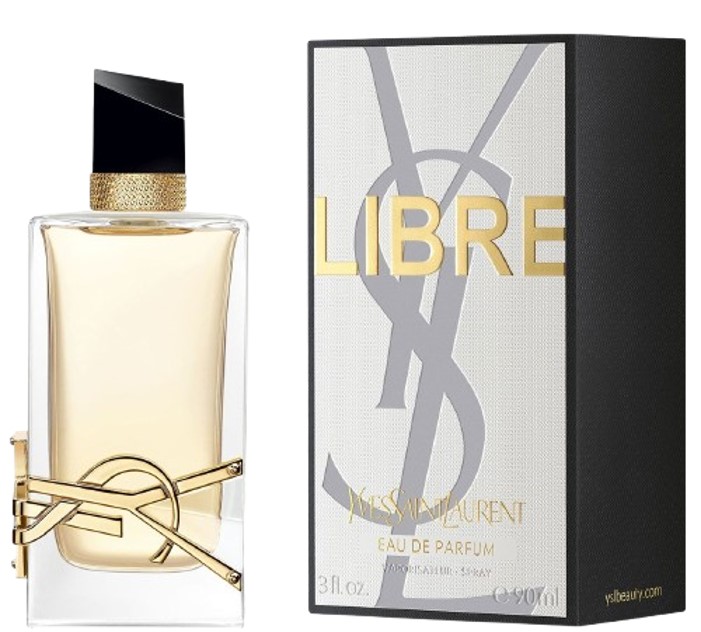 LIBRE
YVESSAINTLAURENT
EAU DE PARFUM
VAPORISATEUR - SPRAY
3 fl. oz. ℮ 90 ml
yslbeauty.com